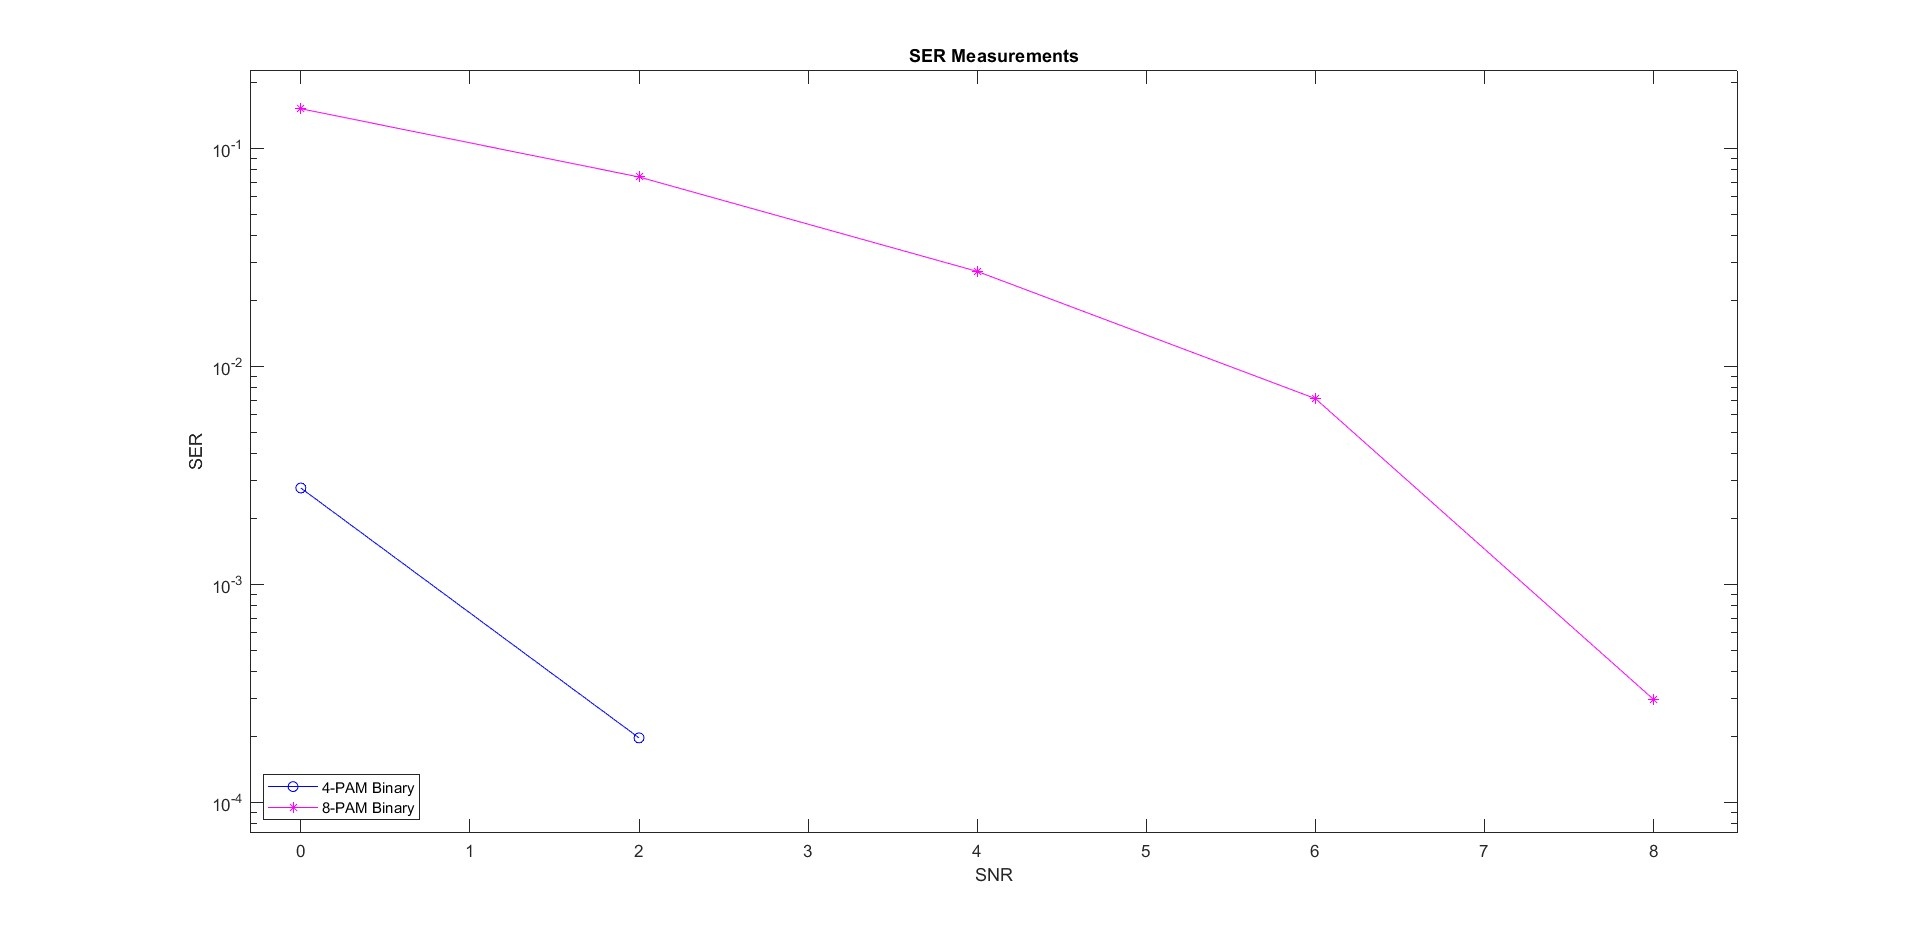 SER Measurements
10-1
10-2
10-3
10-4
SER
4-PAM Binary
8-PAM Binary
0 1 2 3 4 5 6 7 8
SNR